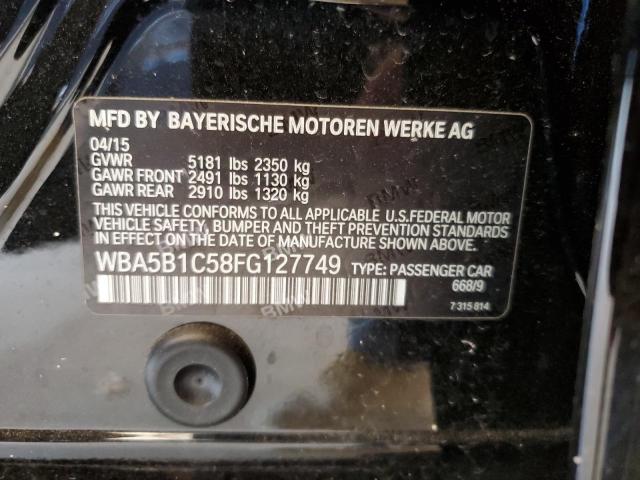 MFD BY BAYERISCHE MOTOREN WERKE AG
04/15
GVWR 5181 lbs 2350 kg
GAWR FRONT 2491 lbs 1130 kg
GAWR REAR 2910 lbs 1320 kg
THIS VEHICLE CONFORMS TO ALL APPLICABLE U.S.FEDERAL MOTOR
VEHICLE SAFETY, BUMPER AND THEFT PREVENTION STANDARDS
IN EFFECT ON THE DATE OF MANUFACTURE SHOWN ABOVE.
WBA5B1C58FG127749 TYPE: PASSENGER CAR
668/9
7 315 814